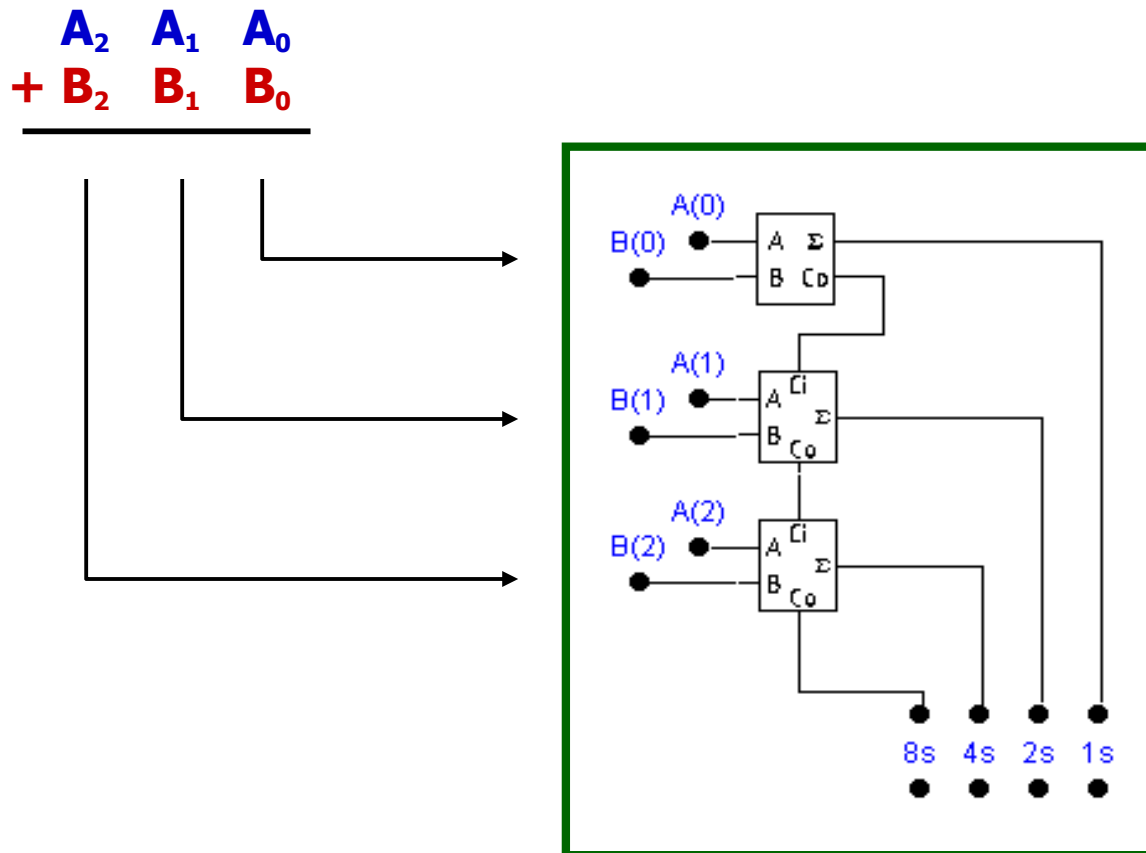 A₂ A₁ A₀
+ B₂ B₁ B₀
A(0)
B(0)
A Σ
B Co
A(1)
B(1)
Ci
A
Σ
B
Co
A(2)
B(2)
Ci
A
Σ
B
Co
8s 4s 2s 1s